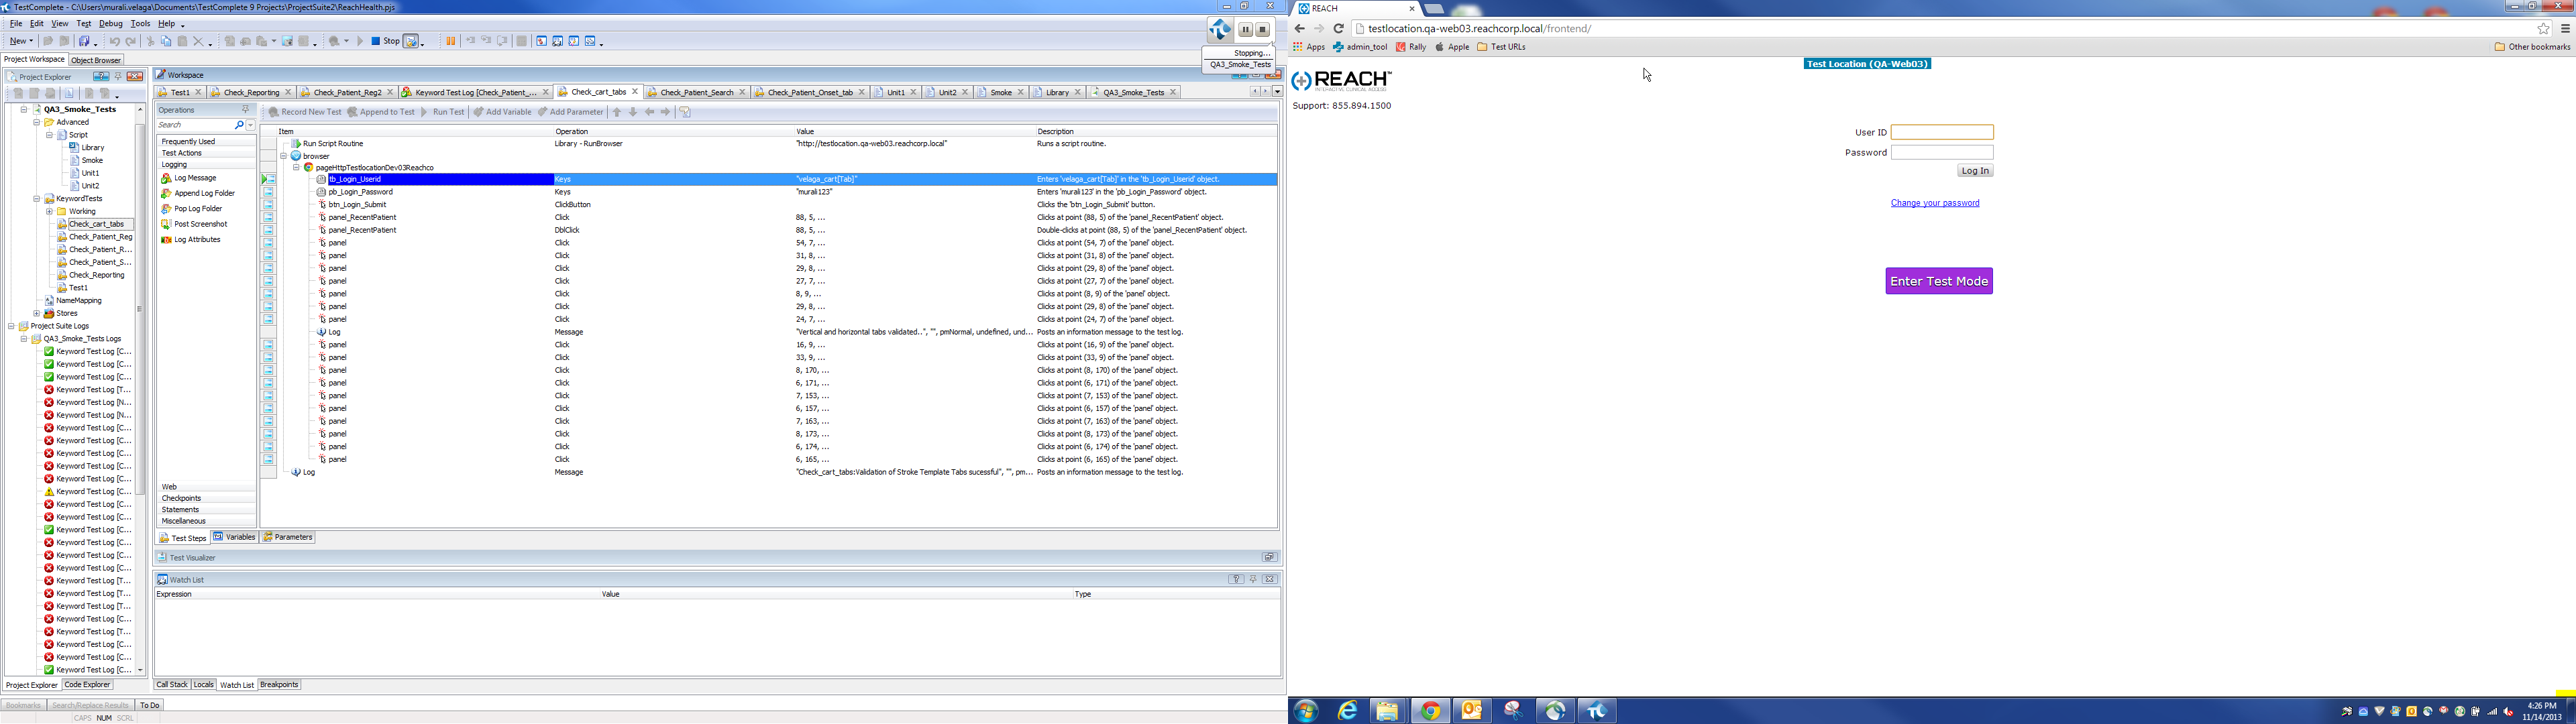 TestComplete - C:\Users\murali.velaga\Documents\TestComplete 9 Projects\ProjectSuite2\ReachHealth.pjs
File Edit View Test Debug Tools Help
New Stop
Stopping...
QA3_Smoke_Tests
Project Workspace Object Browser
Project Explorer
QA3_Smoke_Tests
Advanced
Script
Library
Smoke
Unit1
Unit2
KeywordTests
Working
Check_cart_tabs
Check_Patient_Reg
Check_Patient_R...
Check_Patient_S...
Check_Reporting
Test1
NameMapping
Stores
Project Suite Logs
QA3_Smoke_Tests Logs
Keyword Test Log [C...
Keyword Test Log [C...
Keyword Test Log [C...
Keyword Test Log [T...
Keyword Test Log [N...
Keyword Test Log [N...
Keyword Test Log [C...
Keyword Test Log [C...
Keyword Test Log [C...
Keyword Test Log [C...
Keyword Test Log [C...
Keyword Test Log [C...
Keyword Test Log [C...
Keyword Test Log [C...
Keyword Test Log [C...
Keyword Test Log [C...
Keyword Test Log [C...
Keyword Test Log [C...
Keyword Test Log [T...
Keyword Test Log [T...
Keyword Test Log [T...
Keyword Test Log [C...
Keyword Test Log [T...
Keyword Test Log [C...
Keyword Test Log [C...
Keyword Test Log [C...
Project Explorer Code Explorer
Bookmarks Search/Replace Results To Do
CAPS NUM SCRL
Workspace
Test1 Check_Reporting Check_Patient_Reg2 Keyword Test Log [Check_Patient_... Check_cart_tabs Check_Patient_Search Check_Patient_Onset_tab Unit1 Unit2 Smoke Library QA3_Smoke_Tests
Operations
Search
Frequently Used
Test Actions
Logging
Log Message
Append Log Folder
Pop Log Folder
Post Screenshot
Log Attributes
Web
Checkpoints
Statements
Miscellaneous
Record New Test Append to Test Run Test Add Variable Add Parameter
Item Operation Value Description
Run Script Routine Library - RunBrowser "http://testlocation.qa-web03.reachcorp.local" Runs a script routine.
browser
pageHttpTestlocationDev03Reachco
tb_Login_Userid Keys "velaga_cart[Tab]" Enters 'velaga_cart[Tab]' in the 'tb_Login_Userid' object.
pb_Login_Password Keys "murali123" Enters 'murali123' in the 'pb_Login_Password' object.
btn_Login_Submit ClickButton Clicks the 'btn_Login_Submit' button.
panel_RecentPatient Click 88, 5, ... Clicks at point (88, 5) of the 'panel_RecentPatient' object.
panel_RecentPatient DblClick 88, 5, ... Double-clicks at point (88, 5) of the 'panel_RecentPatient' object.
panel Click 54, 7, ... Clicks at point (54, 7) of the 'panel' object.
panel Click 31, 8, ... Clicks at point (31, 8) of the 'panel' object.
panel Click 29, 8, ... Clicks at point (29, 8) of the 'panel' object.
panel Click 27, 7, ... Clicks at point (27, 7) of the 'panel' object.
panel Click 8, 9, ... Clicks at point (8, 9) of the 'panel' object.
panel Click 29, 8, ... Clicks at point (29, 8) of the 'panel' object.
panel Click 24, 7, ... Clicks at point (24, 7) of the 'panel' object.
Log Message "Vertical and horizontal tabs validated..", "", pmNormal, undefined, und... Posts an information message to the test log.
panel Click 16, 9, ... Clicks at point (16, 9) of the 'panel' object.
panel Click 33, 9, ... Clicks at point (33, 9) of the 'panel' object.
panel Click 8, 170, ... Clicks at point (8, 170) of the 'panel' object.
panel Click 6, 171, ... Clicks at point (6, 171) of the 'panel' object.
panel Click 7, 153, ... Clicks at point (7, 153) of the 'panel' object.
panel Click 6, 157, ... Clicks at point (6, 157) of the 'panel' object.
panel Click 7, 163, ... Clicks at point (7, 163) of the 'panel' object.
panel Click 8, 173, ... Clicks at point (8, 173) of the 'panel' object.
panel Click 6, 174, ... Clicks at point (6, 174) of the 'panel' object.
panel Click 6, 165, ... Clicks at point (6, 165) of the 'panel' object.
Log Message "Check_cart_tabs:Validation of Stroke Template Tabs sucessful", "", pm... Posts an information message to the test log.
Test Steps Variables Parameters
Test Visualizer
Watch List
Expression Value Type
Call Stack Locals Watch List Breakpoints
REACH
testlocation.qa-web03.reachcorp.local/frontend/
Apps admin_tool Rally Apple Test URLs Other bookmarks
Test Location (QA-Web03)
REACH™
INTERACTIVE CLINICAL ACCESS
Support: 855.894.1500
User ID
Password
Log In
Change your password
Enter Test Mode
4:26 PM
11/14/2013